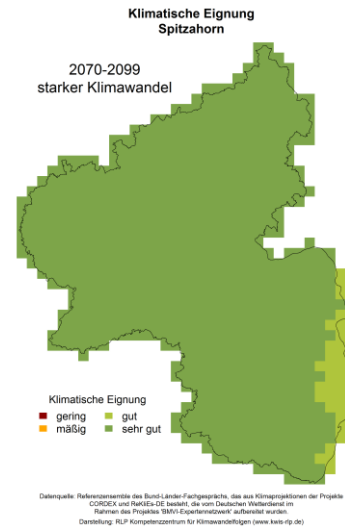 Klimatische Eignung
Spitzahorn
2070-2099
starker Klimawandel
Klimatische Eignung
gering
gut
mäßig
sehr gut
Datenquelle: Referenzensemble des Bund-Länder-Fachgesprächs, das aus Klimaprojektionen der Projekte
CORDEX und ReKliEs-DE besteht, die vom Deutschen Wetterdienst im
Rahmen des Projektes 'BMVI-Expertennetzwerk' aufbereitet wurden.
Darstellung: RLP Kompetenzzentrum für Klimawandelfolgen (www.kwis-rlp.de)